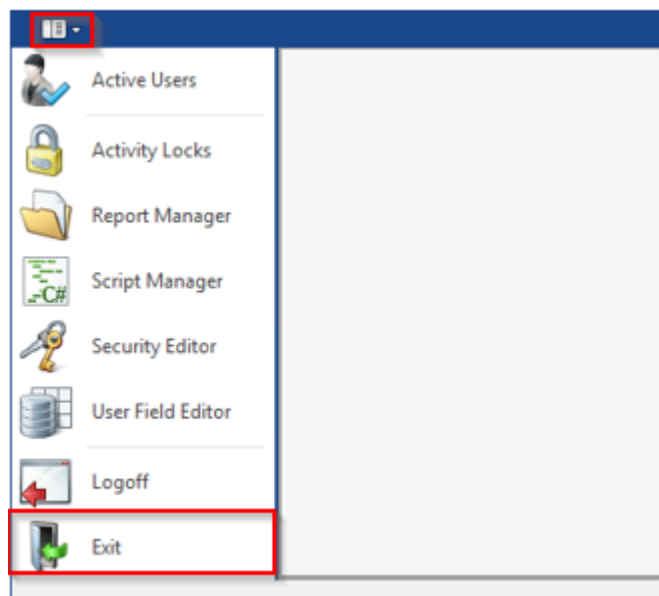 Active Users
Activity Locks
Report Manager
C#
Script Manager
Security Editor
User Field Editor
Logoff
Exit